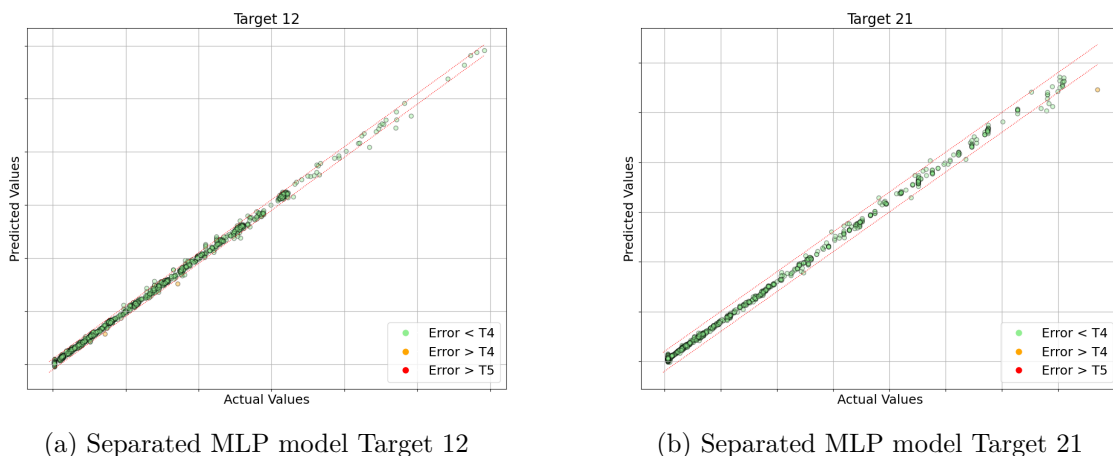 Target 12
Predicted Values
Error < T4
Error > T4
Error > T5
Actual Values
(a) Separated MLP model Target 12
Target 21
Predicted Values
Error < T4
Error > T4
Error > T5
Actual Values
(b) Separated MLP model Target 21